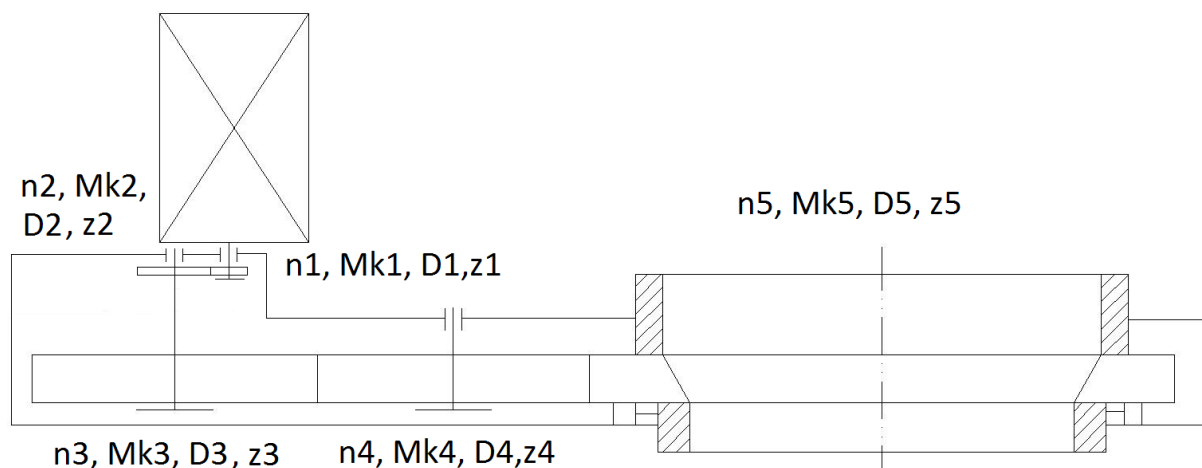 n2, Mk2,
D2, z2
n1, Mk1, D1,z1
n5, Mk5, D5, z5
n3, Mk3, D3, z3
n4, Mk4, D4,z4